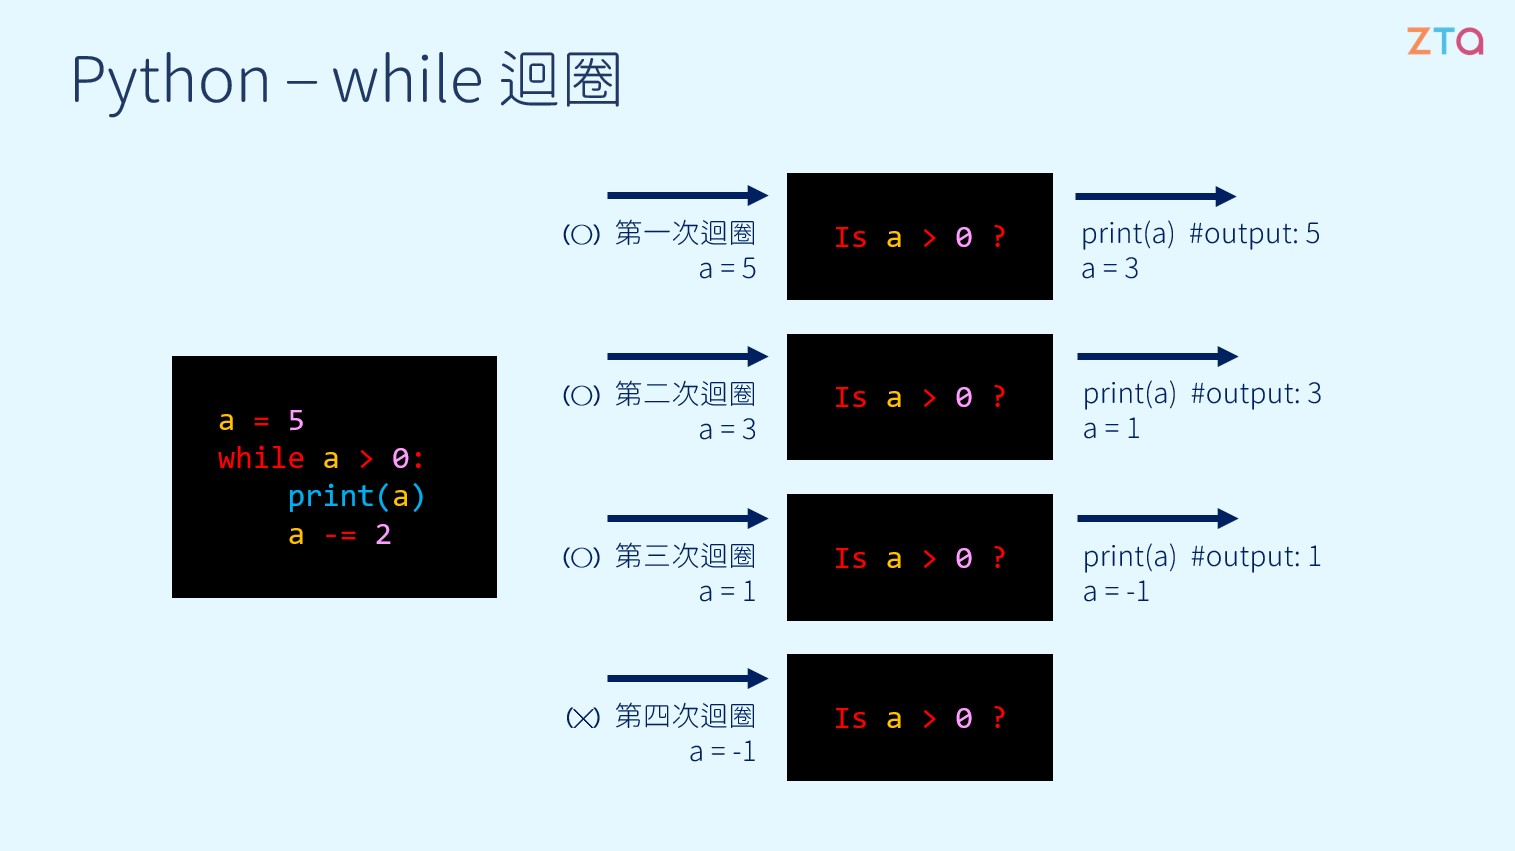 Python – while 迴圈
ZTA
a = 5
while a > 0:
    print(a)
    a -= 2
(○) 第一次迴圈
a = 5
Is a > 0 ?
print(a) #output: 5
a = 3
(○) 第二次迴圈
a = 3
Is a > 0 ?
print(a) #output: 3
a = 1
(○) 第三次迴圈
a = 1
Is a > 0 ?
print(a) #output: 1
a = -1
(×) 第四次迴圈
a = -1
Is a > 0 ?